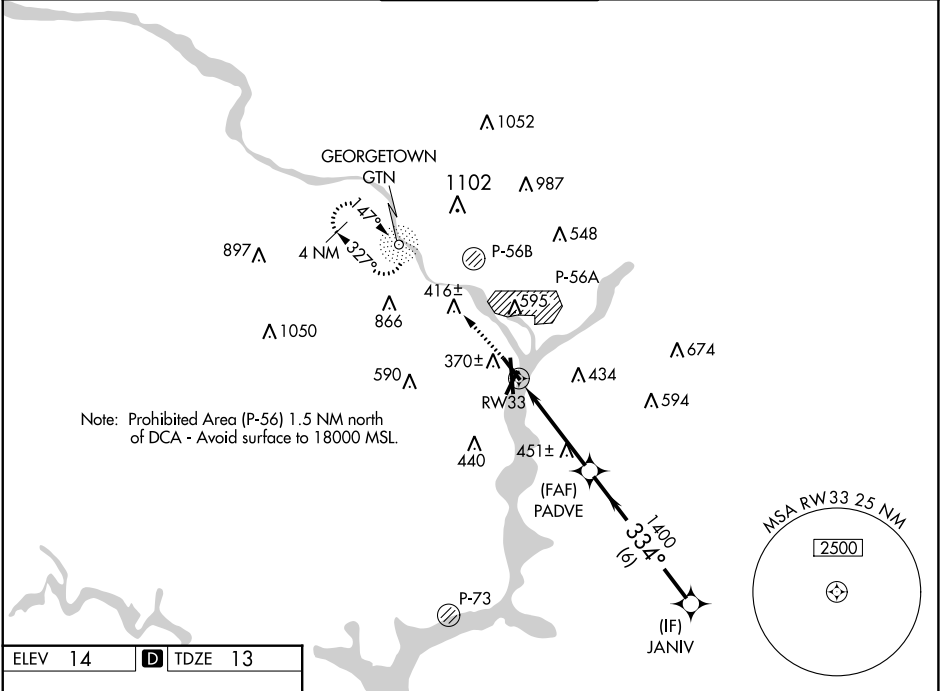 1052
GEORGETOWN
GTN
1102
987
147°
548
897
4 NM
327°
P-56B
P-56A
416±
595
866
1050
370±
674
590
434
RW33
594
Note: Prohibited Area (P-56) 1.5 NM north
of DCA - Avoid surface to 18000 MSL.
440
451±
(FAF)
PADVE
1400
334°
(6)
MSA RW33 25 NM
2500
P-73
(IF)
JANIV
ELEV 14 D TDZE 13